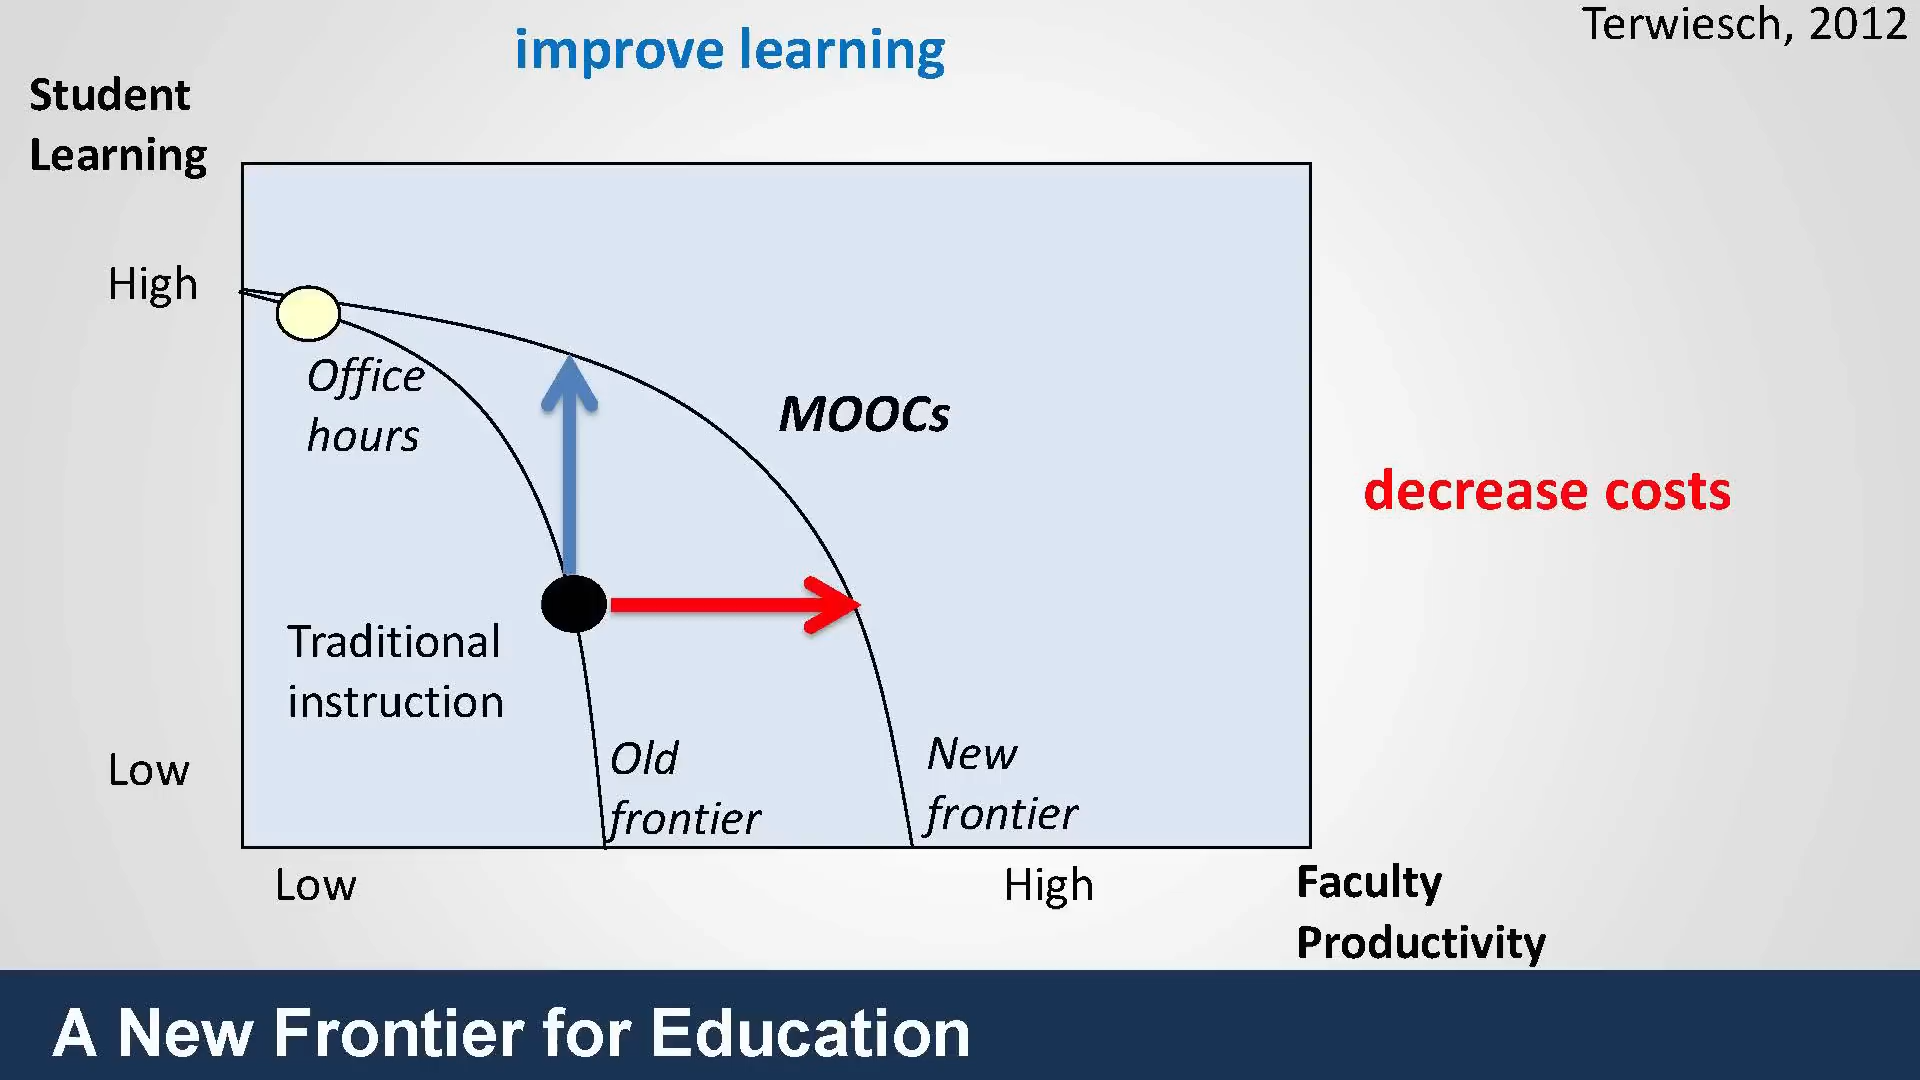 Terwiesch, 2012
improve learning
Student
Learning
High
Office
hours
MOOCs
decrease costs
Traditional
instruction
Old
frontier
New
frontier
Low
Low
High
Faculty
Productivity
A New Frontier for Education